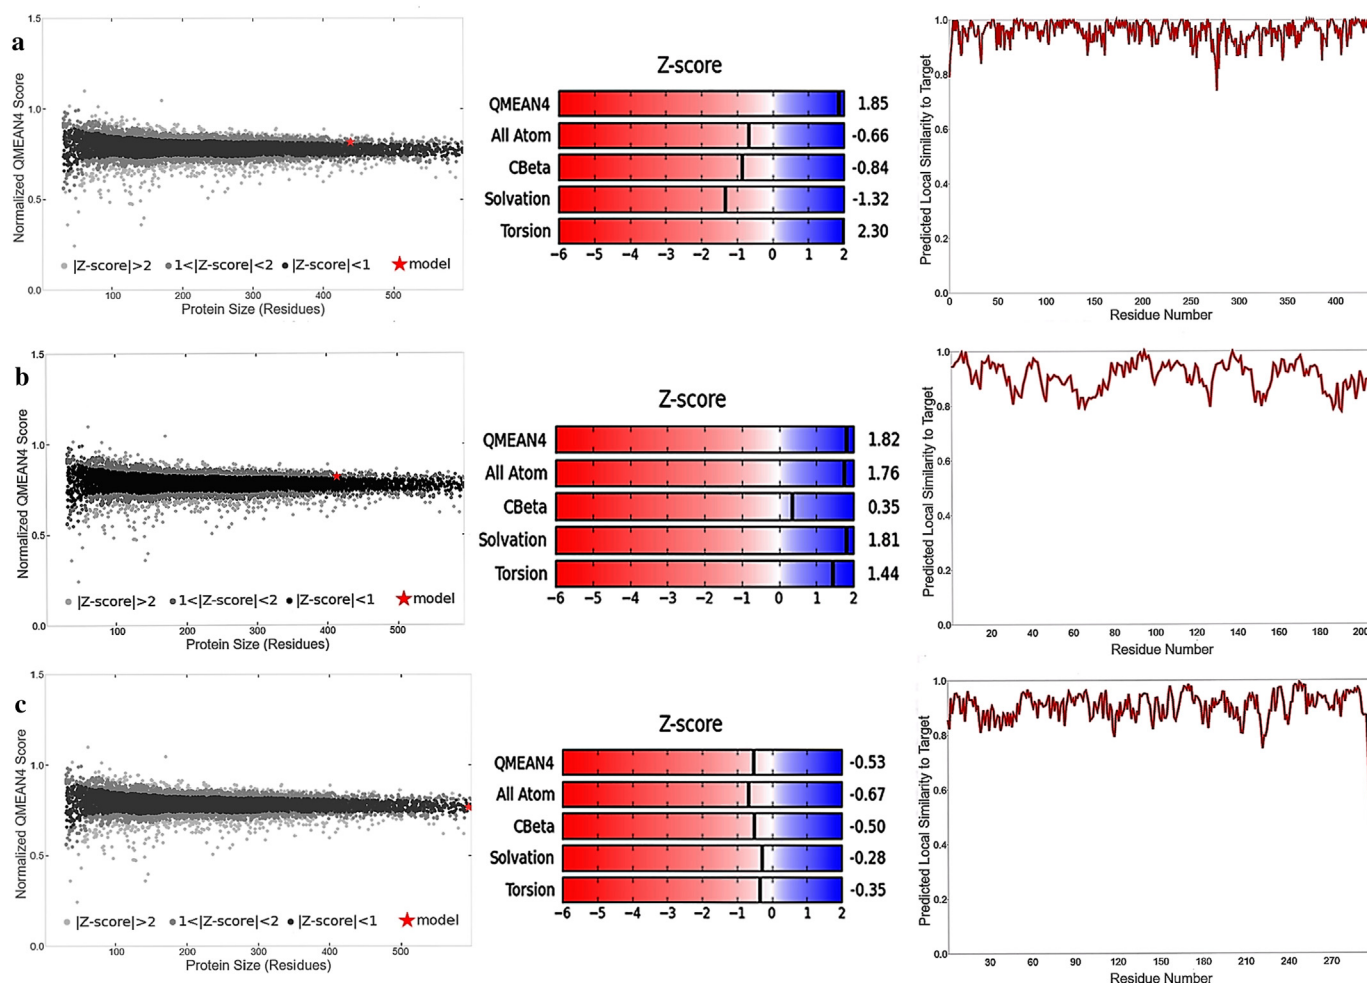 a
Normalized QMEAN4 Score
1.5
1.0
0.5
0.0
|Z-score|>2 1<|Z-score|<2 |Z-score|<1 model
100 200 300 400 500
Protein Size (Residues)
Z-score
QMEAN4 1.85
All Atom -0.66
CBeta -0.84
Solvation -1.32
Torsion 2.30
−6 −5 −4 −3 −2 −1 0 1 2
Predicted Local Similarity to Target
1.0
0.8
0.6
0.4
0.2
0.0
0 50 100 150 200 250 300 350 400
Residue Number
b
Normalized QMEAN4 Score
1.5
1.0
0.5
0.0
|Z-score|>2 1<|Z-score|<2 |Z-score|<1 model
100 200 300 400 500
Protein Size (Residues)
Z-score
QMEAN4 1.82
All Atom 1.76
CBeta 0.35
Solvation 1.81
Torsion 1.44
−6 −5 −4 −3 −2 −1 0 1 2
Predicted Local Similarity to Target
1.0
0.8
0.6
0.4
0.2
0.0
20 40 60 80 100 120 140 160 180 200
Residue Number
c
Normalized QMEAN4 Score
1.5
1.0
0.5
0.0
|Z-score|>2 1<|Z-score|<2 |Z-score|<1 model
100 200 300 400 500
Protein Size (Residues)
Z-score
QMEAN4 -0.53
All Atom -0.67
CBeta -0.50
Solvation -0.28
Torsion -0.35
−6 −5 −4 −3 −2 −1 0 1 2
Predicted Local Similarity to Target
1.0
0.8
0.6
0.4
0.2
0.0
30 60 90 120 150 180 210 240 270
Residue Number